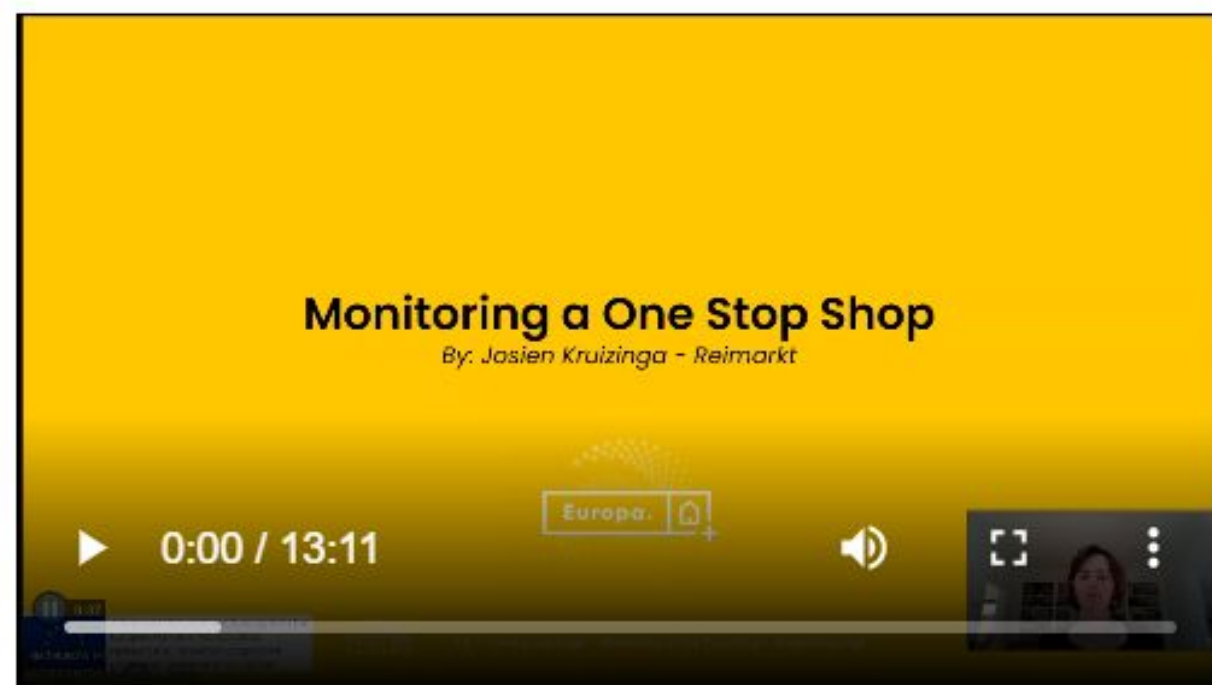 Monitoring a One Stop Shop
By: Josien Kruizinga - Reimarkt
Europa.
0:00 / 13:11